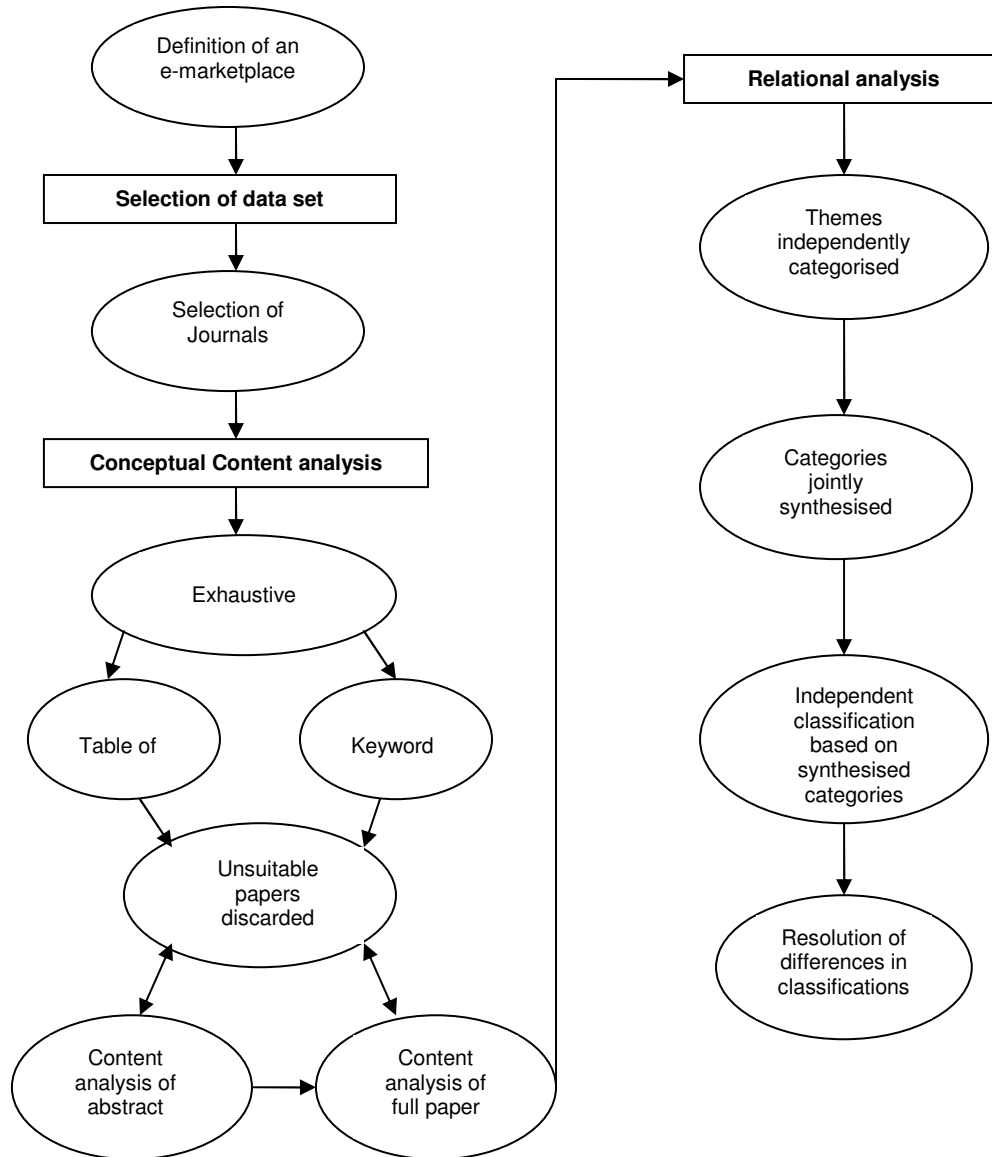 Definition of an
e-marketplace
Selection of data set
Selection of
Journals
Conceptual Content analysis
Exhaustive
Table of
Keyword
Unsuitable
papers
discarded
Content
analysis of
abstract
Content
analysis of
full paper
Relational analysis
Themes
independently
categorised
Categories
jointly
synthesised
Independent
classification
based on
synthesised
categories
Resolution of
differences in
classifications